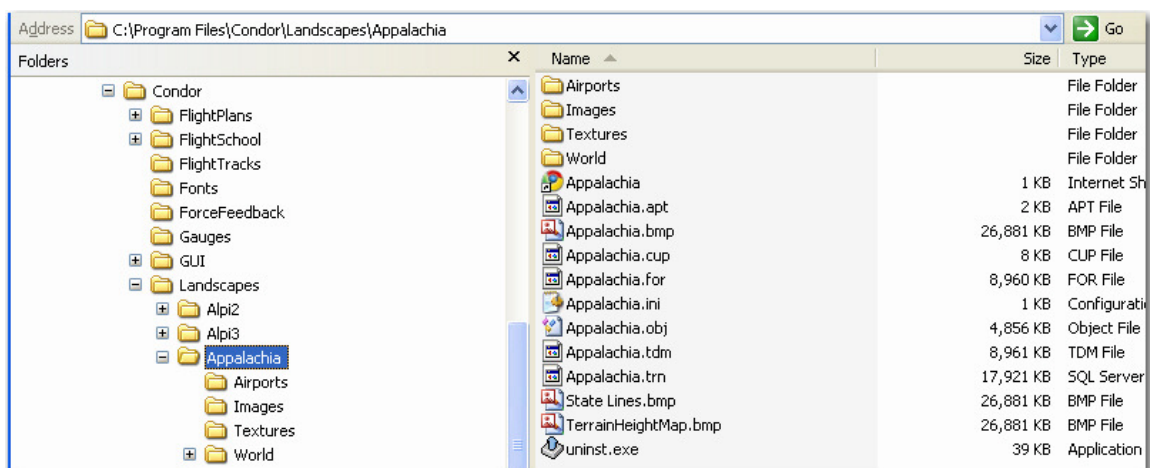 Address C:\Program Files\Condor\Landscapes\Appalachia Go
Folders
Condor
FlightPlans
FlightSchool
FlightTracks
Fonts
ForceFeedback
Gauges
GUI
Landscapes
Alpi2
Alpi3
Appalachia
Airports
Images
Textures
World
Name Size Type
Airports File Folder
Images File Folder
Textures File Folder
World File Folder
Appalachia 1 KB Internet Sh
Appalachia.apt 2 KB APT File
Appalachia.bmp 26,881 KB BMP File
Appalachia.cup 8 KB CUP File
Appalachia.for 8,960 KB FOR File
Appalachia.ini 1 KB Configurati
Appalachia.obj 4,856 KB Object File
Appalachia.tdm 8,961 KB TDM File
Appalachia.trn 17,921 KB SQL Server
State Lines.bmp 26,881 KB BMP File
TerrainHeightMap.bmp 26,881 KB BMP File
uninst.exe 39 KB Application